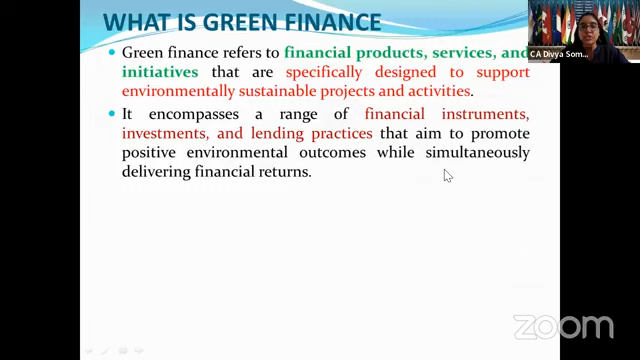 WHAT IS GREEN FINANCE
Green finance refers to financial products, services, and
initiatives that are specifically designed to support
environmentally sustainable projects and activities.
It encompasses a range of financial instruments,
investments, and lending practices that aim to promote
positive environmental outcomes while simultaneously
delivering financial returns.
CA Divya Som...
zoom